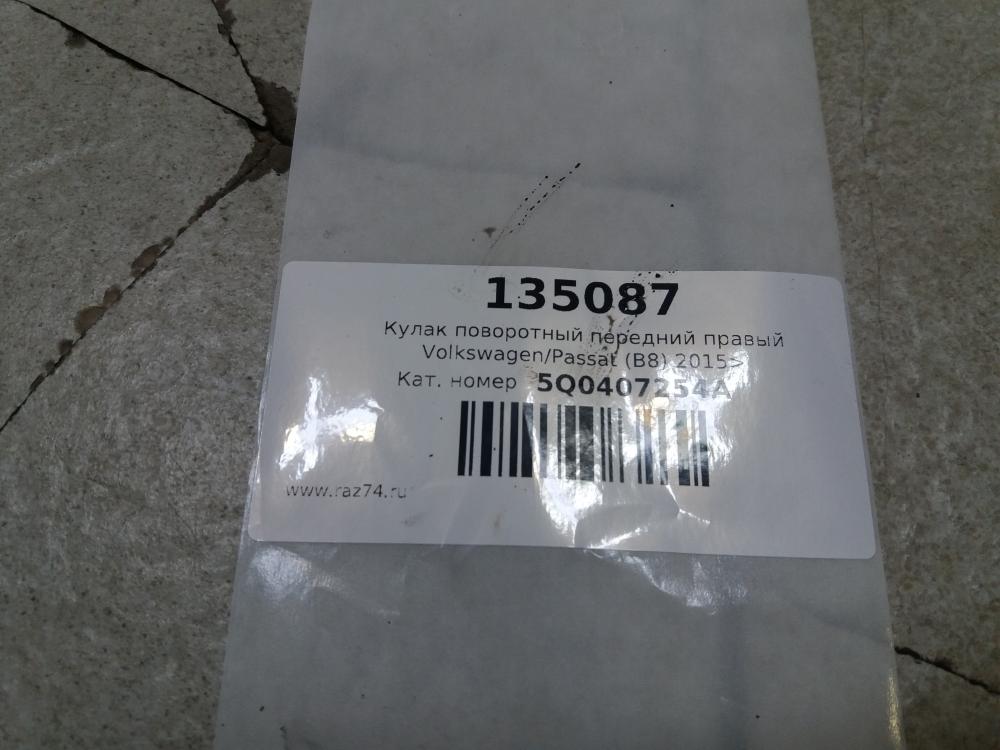 135087
Кулак поворотный передний правый
Volkswagen/Passat (B8) 2015>
Кат. номер 5Q0407254A
www.raz74.ru